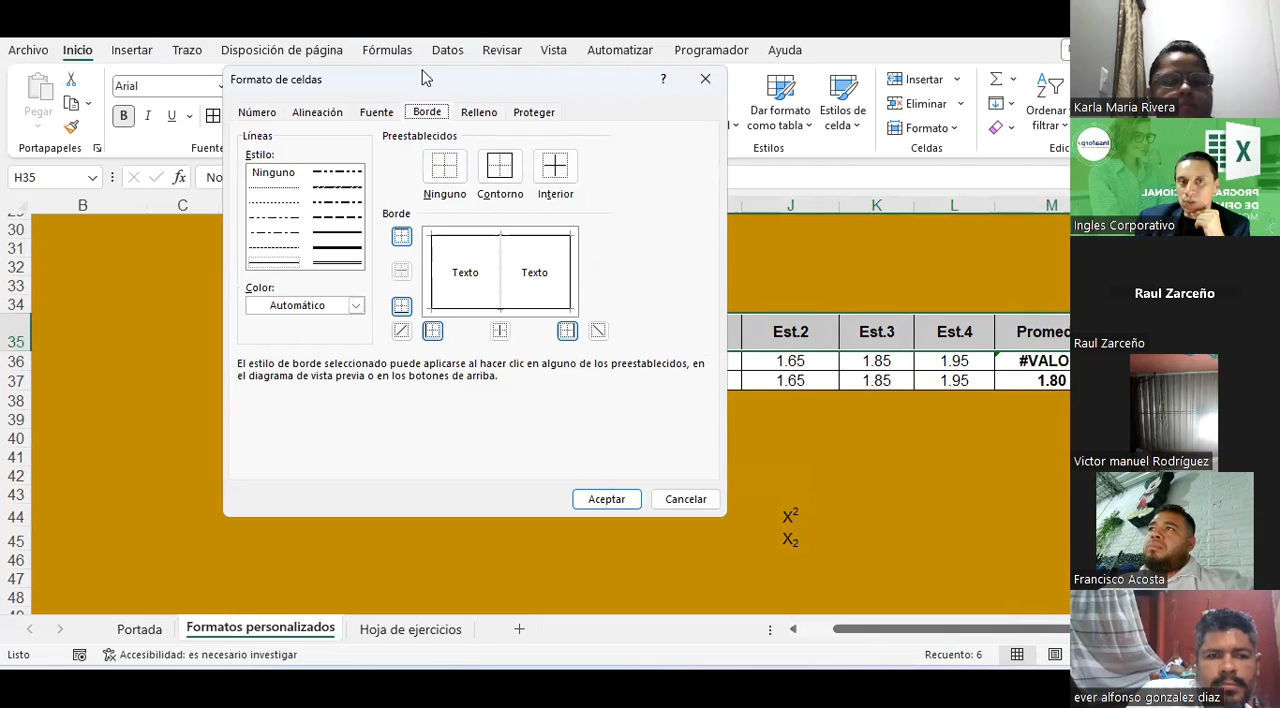 Archivo Inicio Insertar Trazo Disposición de página Fórmulas Datos Revisar Vista Automatizar Programador Ayuda
Formato de celdas ?
Pegar
Arial
N I S
Portapapeles
Fuente
Dar formato
como tabla
Estilos de
celda
Estilos
Insertar
Eliminar
Formato
Celdas
Ordenar
filtrar
Número Alineación Fuente Borde Relleno Proteger
Líneas
Estilo:
Ninguno
Color:
Automático
Preestablecidos
Ninguno Contorno Interior
Borde
Texto Texto
El estilo de borde seleccionado puede aplicarse al hacer clic en alguno de los preestablecidos, en
el diagrama de vista previa o en los botones de arriba.
Aceptar Cancelar
H35 fx No
B C J K L M
30
31
32
33
34
35 Est.2 Est.3 Est.4 Promed
36 1.65 1.85 1.95 #VALO
37 1.65 1.85 1.95 1.80
38
39
40
41
42
43
44 X²
45 X₂
46
47
48
Portada Formatos personalizados Hoja de ejercicios
Listo Accesibilidad: es necesario investigar Recuento: 6
Karla Maria Rivera
Ingles Corporativo
Raul Zarceño
Raul Zarceño
Victor manuel Rodríguez
Francisco Acosta
ever alfonso gonzalez diaz